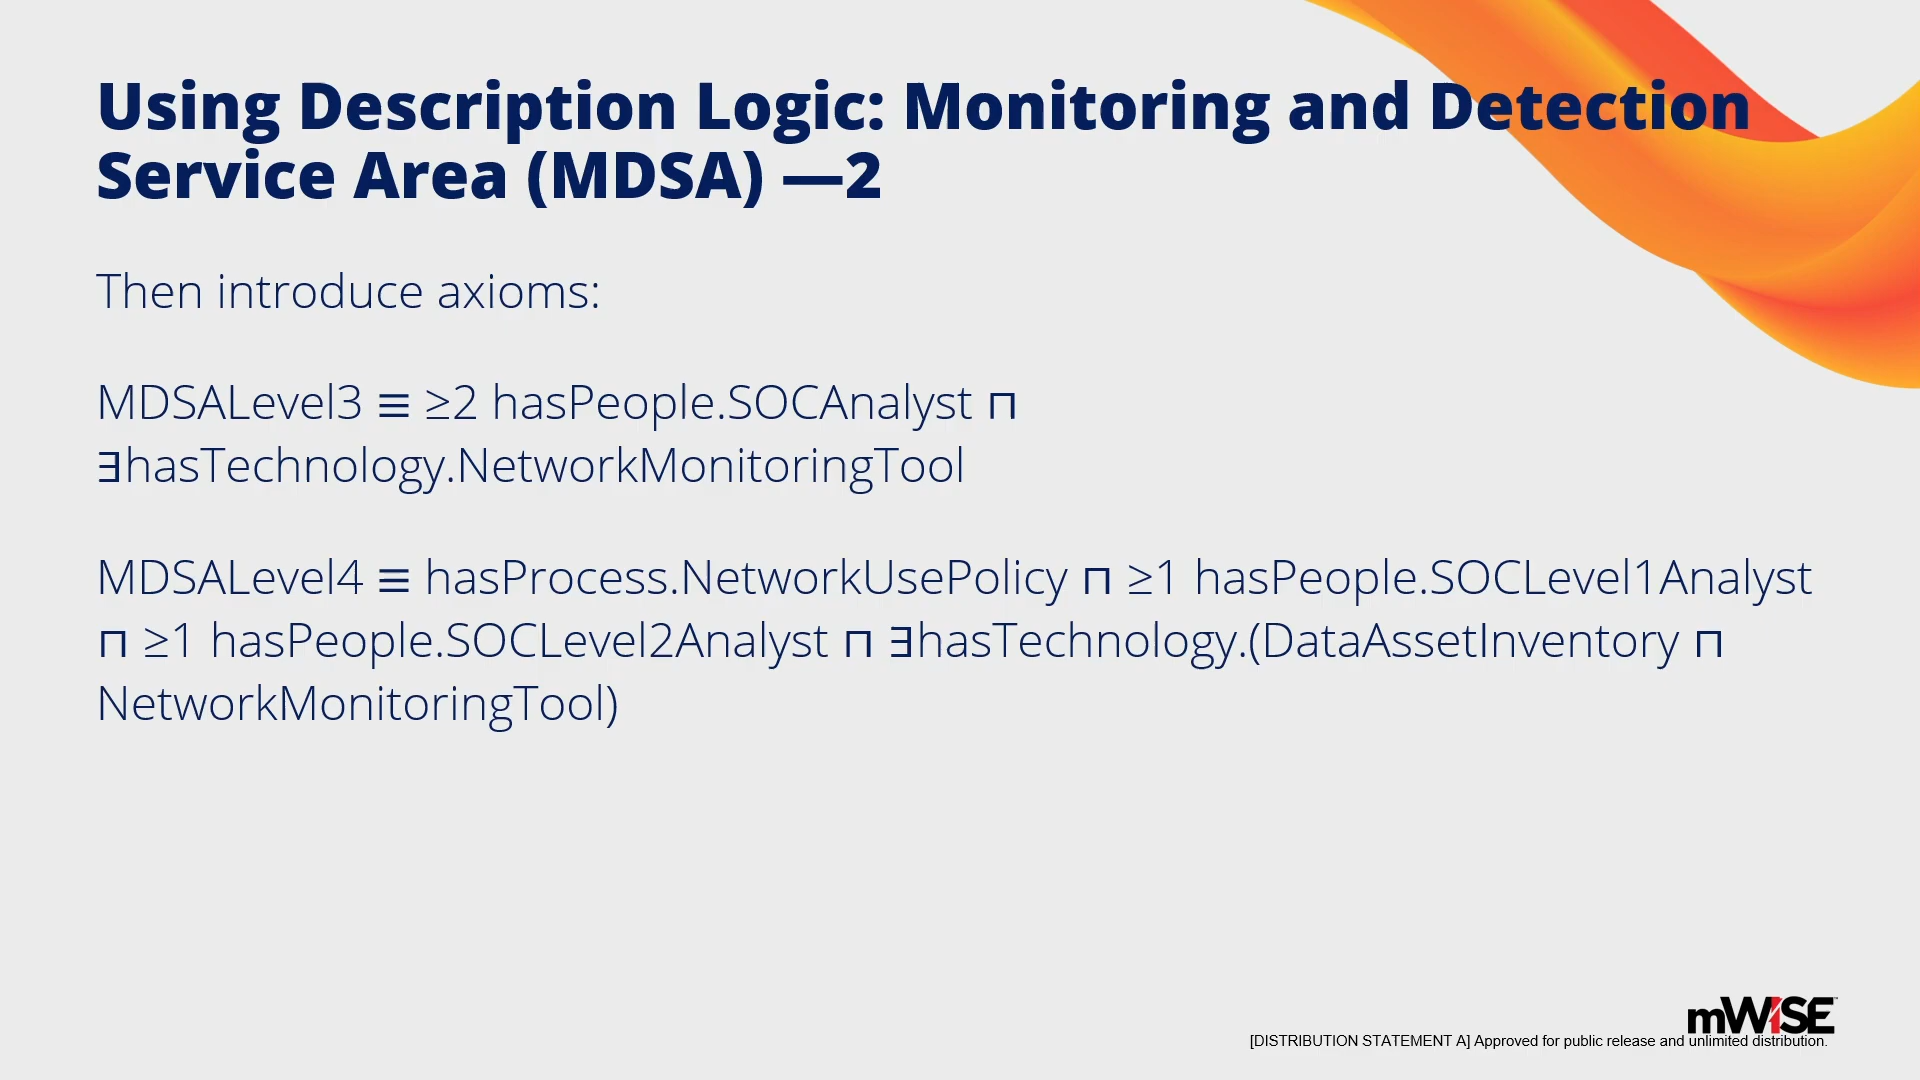 Using Description Logic: Monitoring and Detection
Service Area (MDSA) —2
Then introduce axioms:
MDSALevel3 ≡ ≥2 hasPeople.SOCAnalyst ⊓
∃hasTechnology.NetworkMonitoringTool
MDSALevel4 ≡ hasProcess.NetworkUsePolicy ⊓ ≥1 hasPeople.SOCLevel1Analyst
⊓ ≥1 hasPeople.SOCLevel2Analyst ⊓ ∃hasTechnology.(DataAssetInventory ⊓
NetworkMonitoringTool)
mWISE
[DISTRIBUTION STATEMENT A] Approved for public release and unlimited distribution.